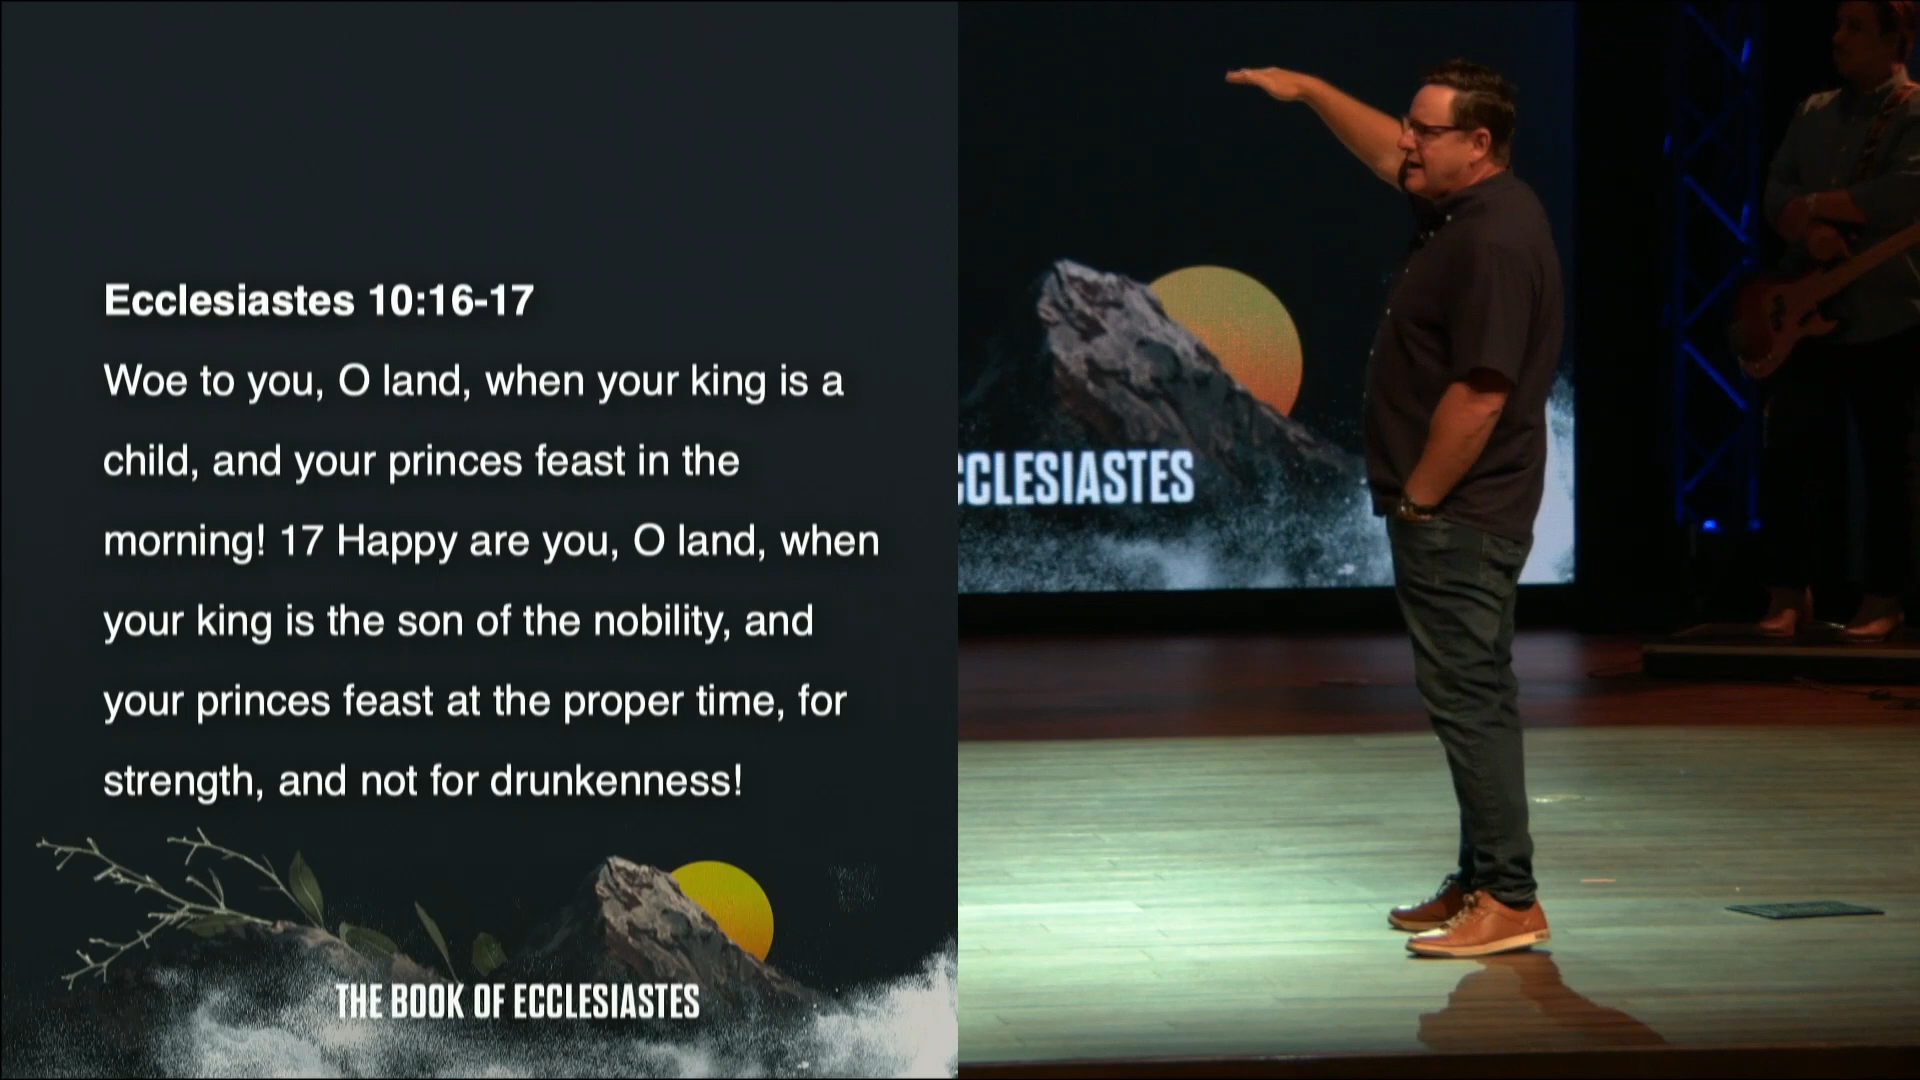 Ecclesiastes 10:16-17
Woe to you, O land, when your king is a
child, and your princes feast in the
morning! 17 Happy are you, O land, when
your king is the son of the nobility, and
your princes feast at the proper time, for
strength, and not for drunkenness!
THE BOOK OF ECCLESIASTES
CCLESIASTES